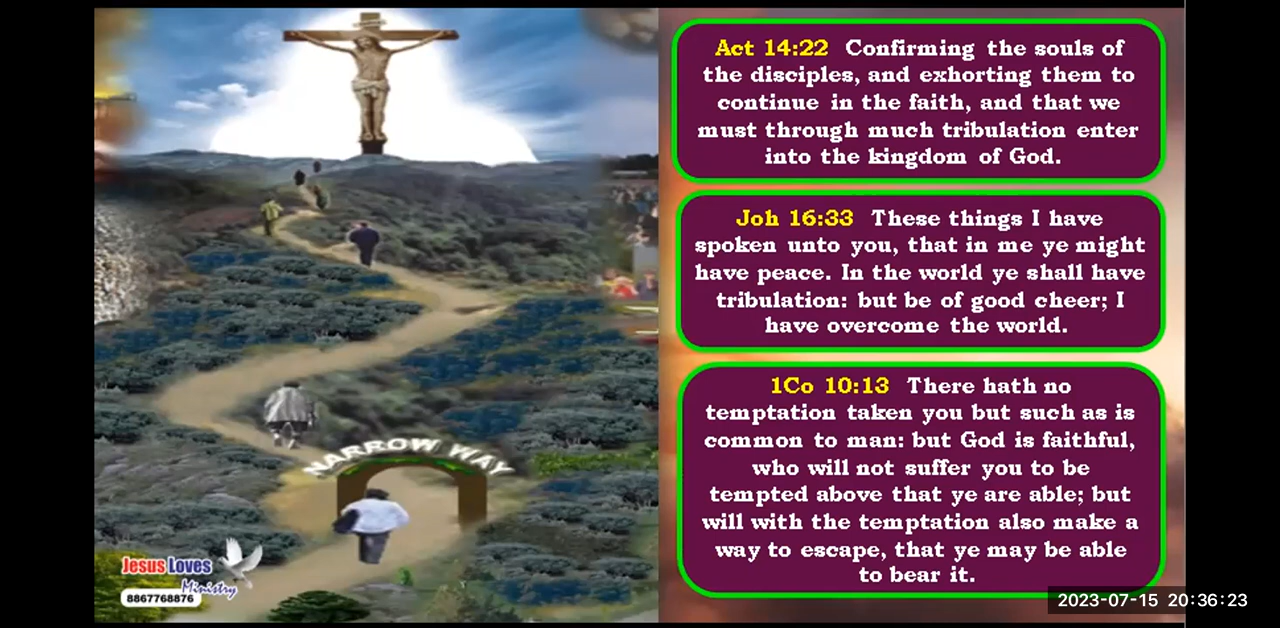 Act 14:22 Confirming the souls of
the disciples, and exhorting them to
continue in the faith, and that we
must through much tribulation enter
into the kingdom of God.
Joh 16:33 These things I have
spoken unto you, that in me ye might
have peace. In the world ye shall have
tribulation: but be of good cheer; I
have overcome the world.
1Co 10:13 There hath no
temptation taken you but such as is
common to man: but God is faithful,
who will not suffer you to be
tempted above that ye are able; but
will with the temptation also make a
way to escape, that ye may be able
to bear it.
NARROW WAY
Jesus Loves
Ministry
8867768876
2023-07-15 20:36:23